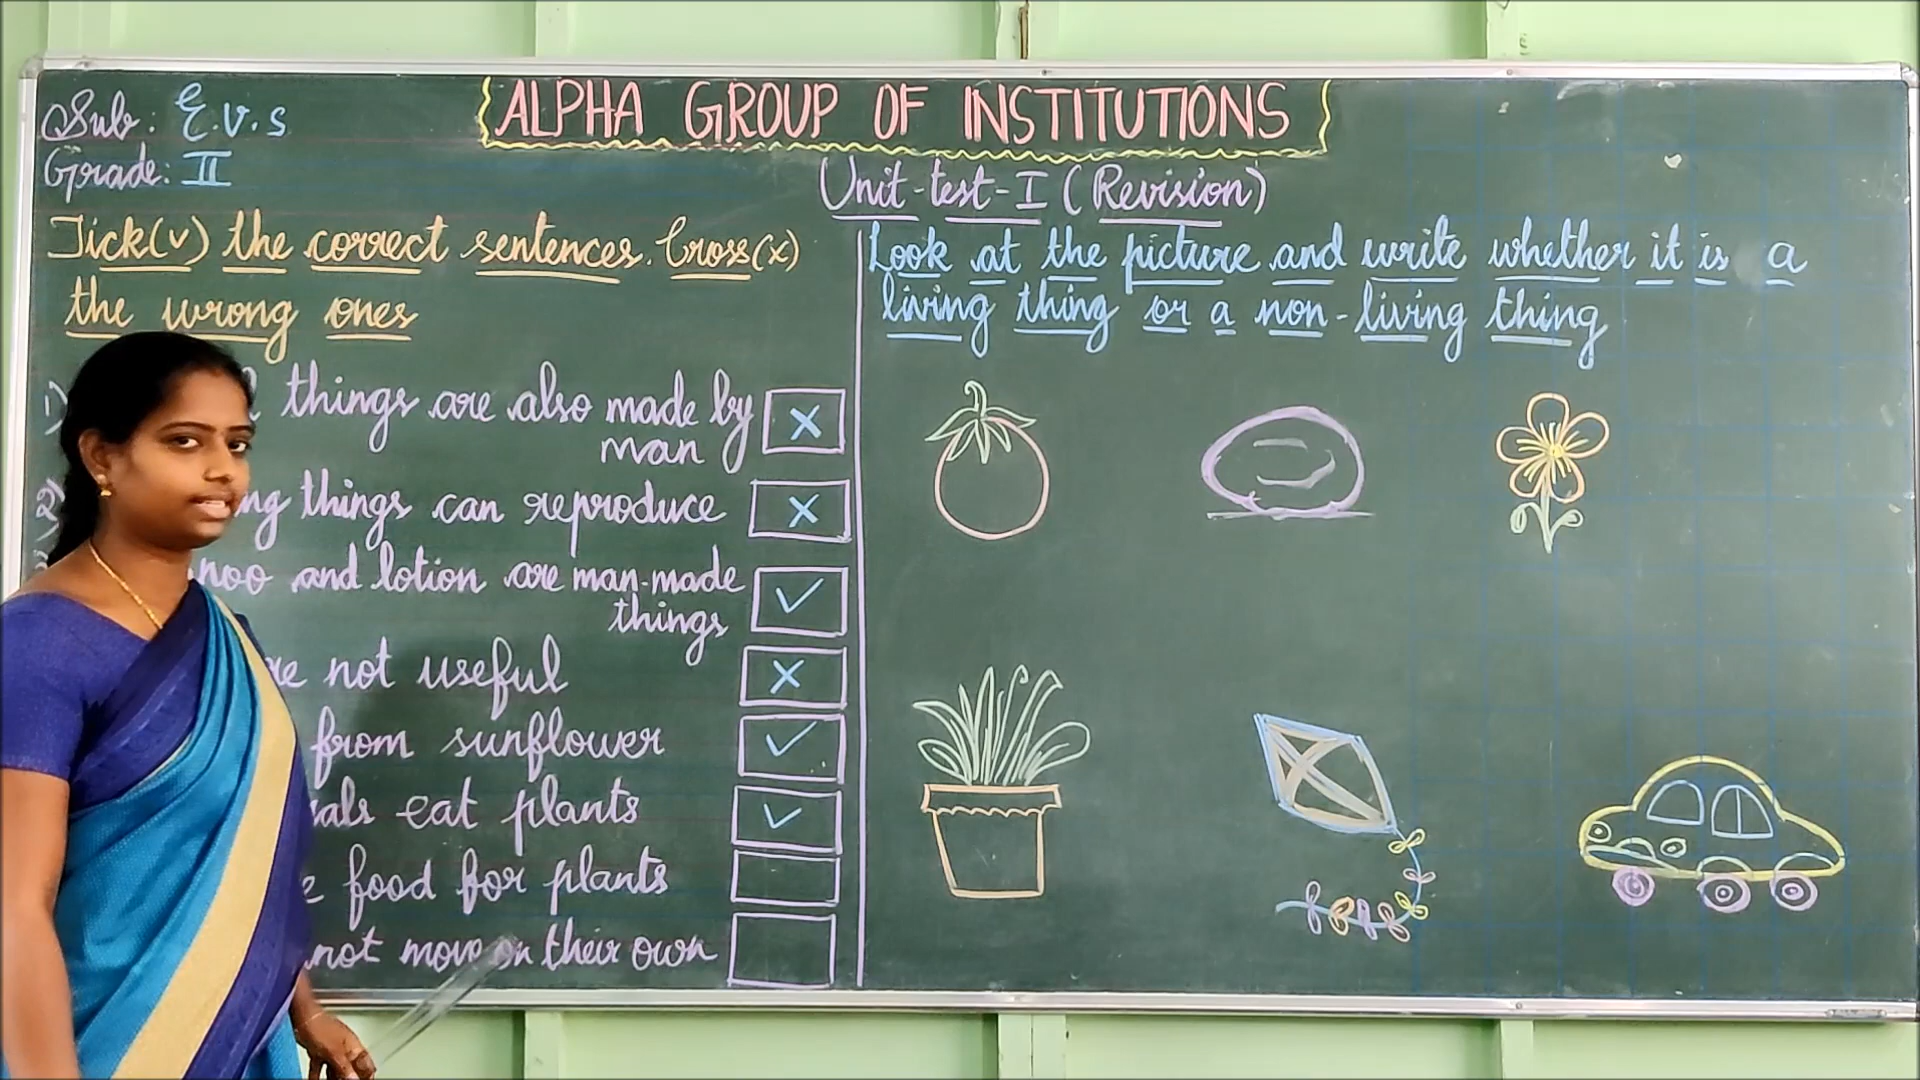 Sub: E.V.S
Grade: II
ALPHA GROUP OF INSTITUTIONS
Unit-test-I (Revision)
Tick(v) the correct sentences. Cross(x)
the wrong ones
1) things are also made by
man
2) things can reproduce
and lotion are man-made
things
not useful
from sunflower
eat plants
food for plants
not move on their own
Look at the picture and write whether it is a
living thing or a non-living thing